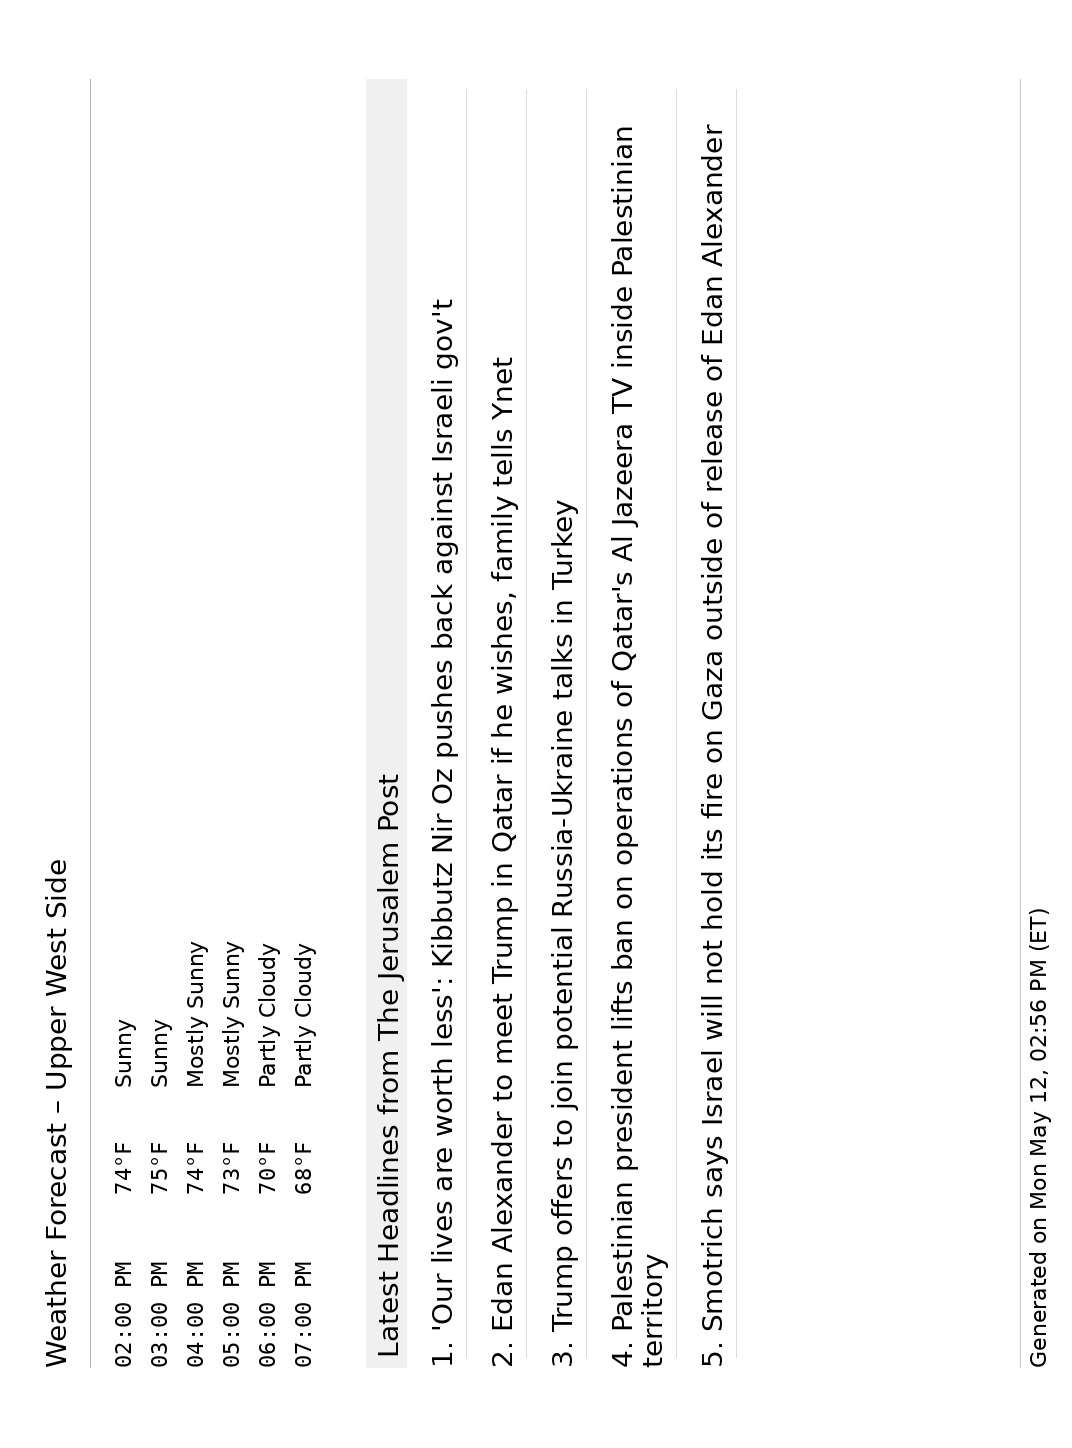 Weather Forecast – Upper West Side
02:00 PM 74°F Sunny
03:00 PM 75°F Sunny
04:00 PM 74°F Mostly Sunny
05:00 PM 73°F Mostly Sunny
06:00 PM 70°F Partly Cloudy
07:00 PM 68°F Partly Cloudy
Latest Headlines from The Jerusalem Post
1. 'Our lives are worth less': Kibbutz Nir Oz pushes back against Israeli gov't
2. Edan Alexander to meet Trump in Qatar if he wishes, family tells Ynet
3. Trump offers to join potential Russia-Ukraine talks in Turkey
4. Palestinian president lifts ban on operations of Qatar's Al Jazeera TV inside Palestinian
territory
5. Smotrich says Israel will not hold its fire on Gaza outside of release of Edan Alexander
Generated on Mon May 12, 02:56 PM (ET)